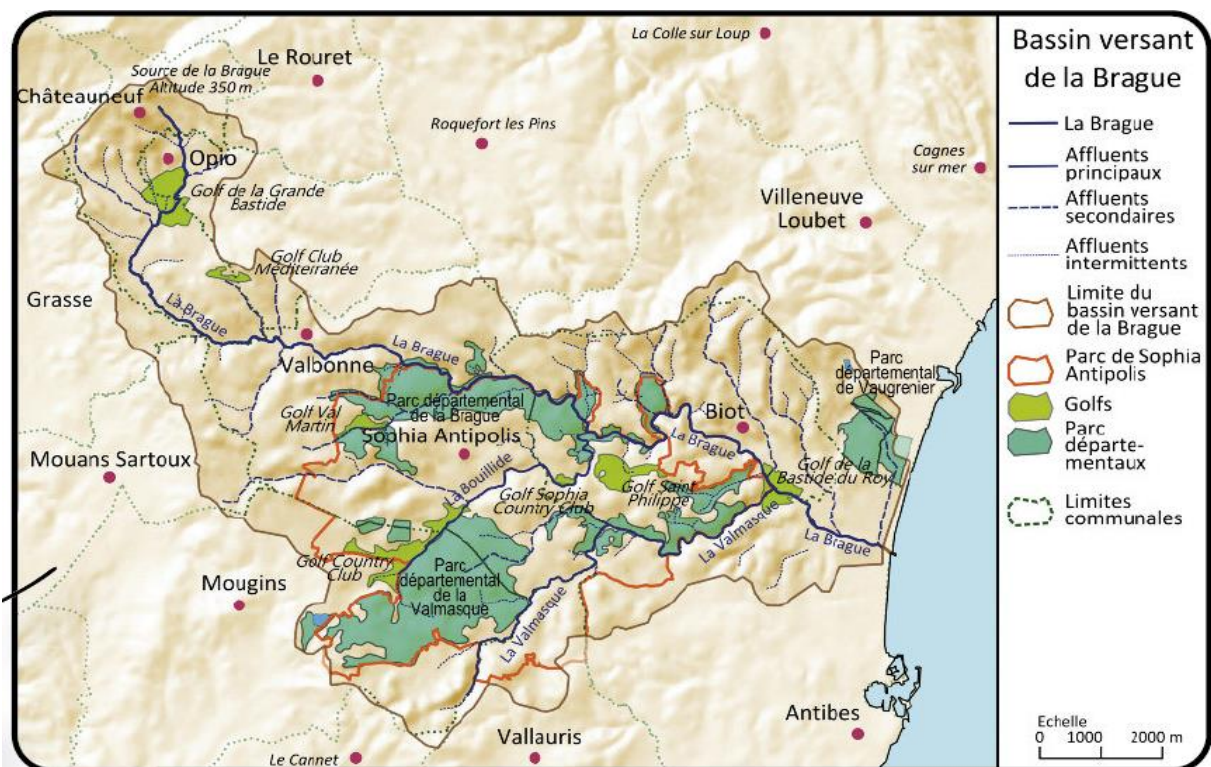 La Colle sur Loup
Le Rouret
Source de la Brague
Altitude 350 m
Châteauneuf
Roquefort les Pins
Cagnes
sur mer
Opio
Golf de la Grande
Bastide
Villeneuve
Loubet
Golf Club
Méditerranée
Grasse
La Brague
La Brague
Valbonne
Parc
départemental
de Vaugrenier
Parc départemental
de la Brague
Golf Val
Martin
Biot
Sophia Antipolis
La Brague
Mouans Sartoux
La Bouillide
Golf de la
Bastide du Roy
Golf Saint
Philippe
Golf Sophia
Country Club
La Valmasque
La Brague
Golf Country
Club
Parc
départemental
de la
Valmasque
Mougins
La Valmasque
Antibes
Vallauris
Le Cannet
Bassin versant
de la Brague
La Brague
Affluents
principaux
Affluents
secondaires
Affluents
intermittents
Limite du
bassin versant
de la Brague
Parc de Sophia
Antipolis
Golfs
Parc
départe-
mentaux
Limites
communales
Echelle
0 1000 2000 m